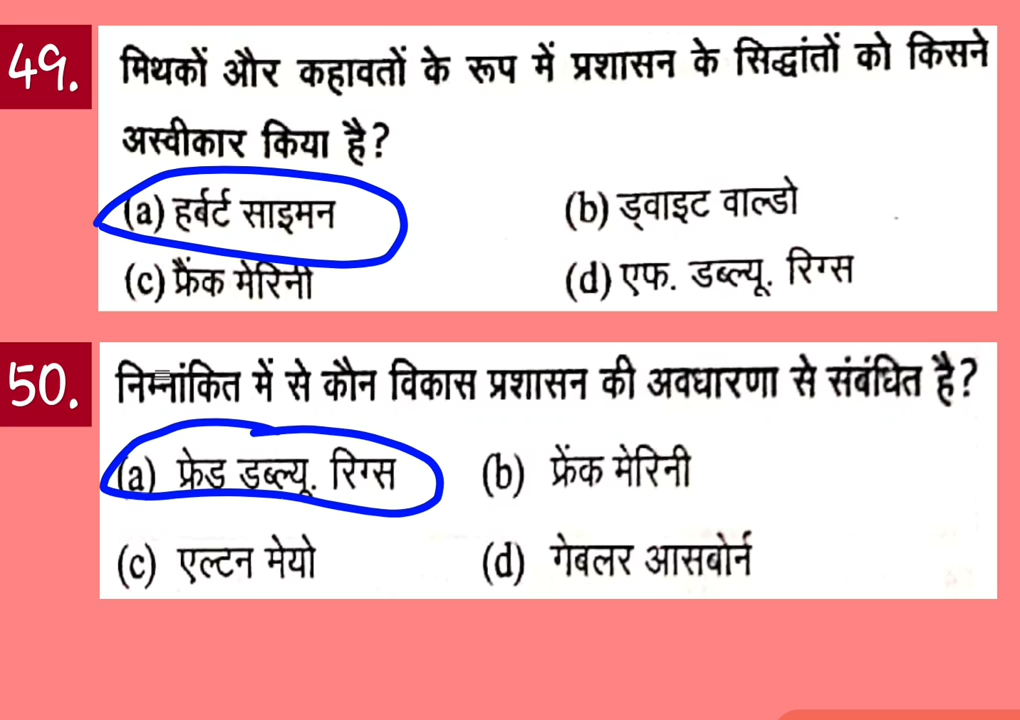 49. मिथकों और कहावतों के रूप में प्रशासन के सिद्धांतों को किसने
अस्वीकार किया है?
(a) हर्बर्ट साइमन (b) ड्वाइट वाल्डो
(c) फ्रैंक मेरिनी (d) एफ. डब्ल्यू. रिग्स
50. निम्नांकित में से कौन विकास प्रशासन की अवधारणा से संबंधित है?
(a) फ्रेड डब्ल्यू. रिग्स (b) फ्रेंक मेरिनी
(c) एल्टन मेयो (d) गेबलर आसबोर्न